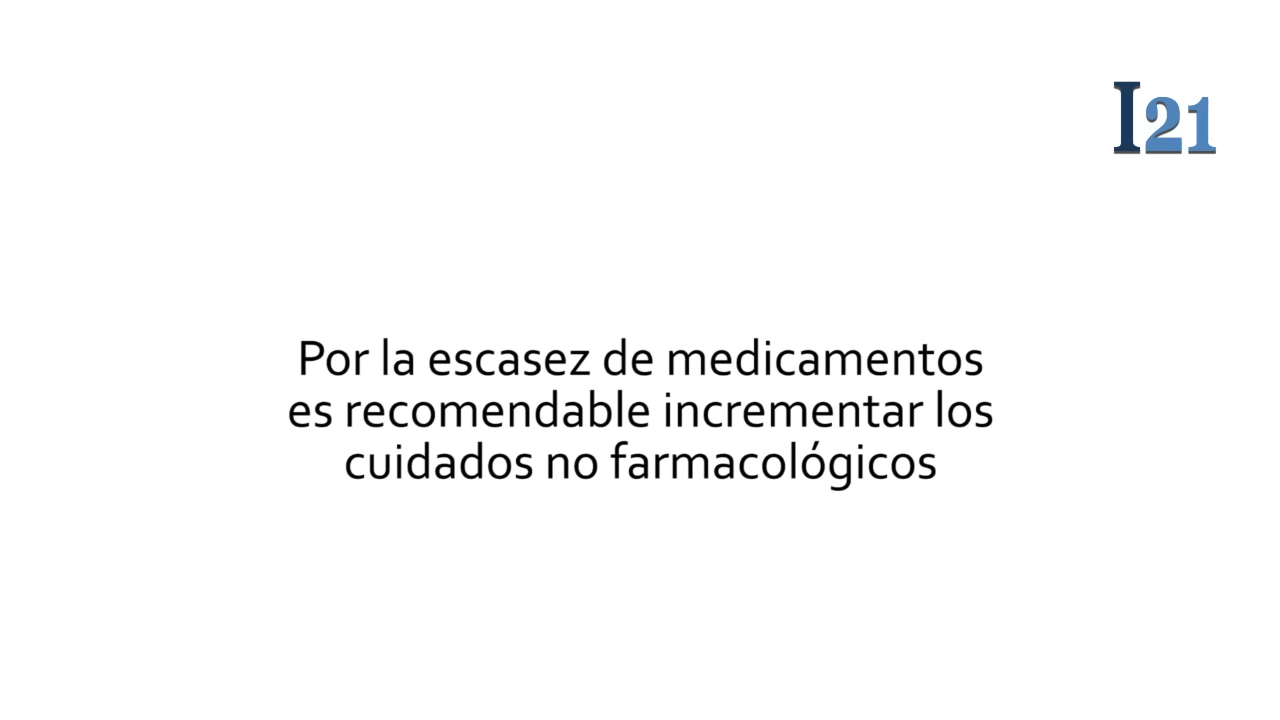 I21
Por la escasez de medicamentos
es recomendable incrementar los
cuidados no farmacológicos